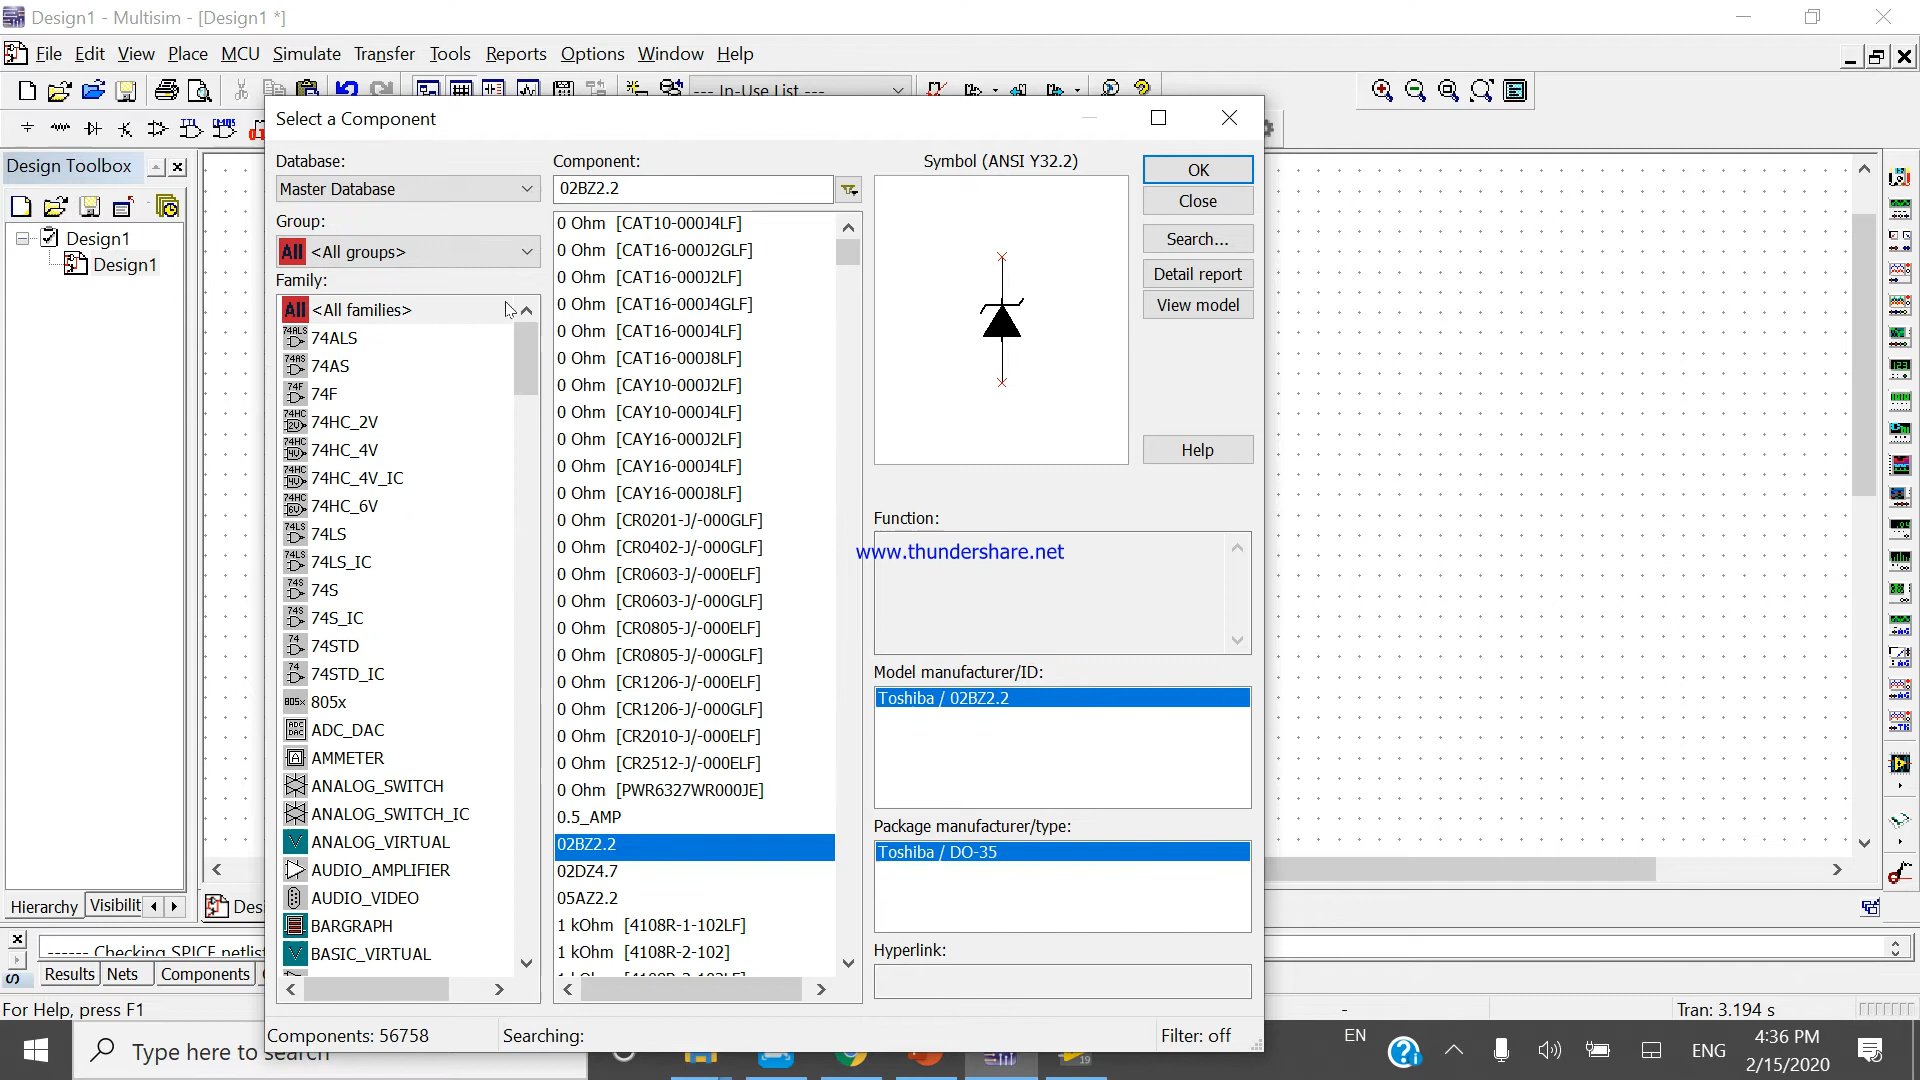 Design1 - Multisim - [Design1 *]
File Edit View Place MCU Simulate Transfer Tools Reports Options Window Help
--- In-Use List ---
Select a Component
Design Toolbox
Design1
Design1
Hierarchy Visibilit
Database:
Master Database
Group:
All <All groups>
Family:
All <All families>
74ALS
74AS
74F
74HC_2V
74HC_4V
74HC_4V_IC
74HC_6V
74LS
74LS_IC
74S
74S_IC
74STD
74STD_IC
805x
ADC_DAC
AMMETER
ANALOG_SWITCH
ANALOG_SWITCH_IC
ANALOG_VIRTUAL
AUDIO_AMPLIFIER
AUDIO_VIDEO
BARGRAPH
BASIC_VIRTUAL
Component:
02BZ2.2
0 Ohm [CAT10-000J4LF]
0 Ohm [CAT16-000J2GLF]
0 Ohm [CAT16-000J2LF]
0 Ohm [CAT16-000J4GLF]
0 Ohm [CAT16-000J4LF]
0 Ohm [CAT16-000J8LF]
0 Ohm [CAY10-000J2LF]
0 Ohm [CAY10-000J4LF]
0 Ohm [CAY16-000J2LF]
0 Ohm [CAY16-000J4LF]
0 Ohm [CAY16-000J8LF]
0 Ohm [CR0201-J/-000GLF]
0 Ohm [CR0402-J/-000GLF]
0 Ohm [CR0603-J/-000ELF]
0 Ohm [CR0603-J/-000GLF]
0 Ohm [CR0805-J/-000ELF]
0 Ohm [CR0805-J/-000GLF]
0 Ohm [CR1206-J/-000ELF]
0 Ohm [CR1206-J/-000GLF]
0 Ohm [CR2010-J/-000ELF]
0 Ohm [CR2512-J/-000ELF]
0 Ohm [PWR6327WR000JE]
0.5_AMP
02BZ2.2
02DZ4.7
05AZ2.2
1 kOhm [4108R-1-102LF]
1 kOhm [4108R-2-102]
Symbol (ANSI Y32.2)
OK
Close
Search...
Detail report
View model
Help
Function:
www.thundershare.net
Model manufacturer/ID:
Toshiba / 02BZ2.2
Package manufacturer/type:
Toshiba / DO-35
Hyperlink:
Components: 56758 Searching: Filter: off
------ Checking SPICE netlist
Results Nets Components
For Help, press F1
Tran: 3.194 s
Type here to search
EN
ENG
4:36 PM
2/15/2020